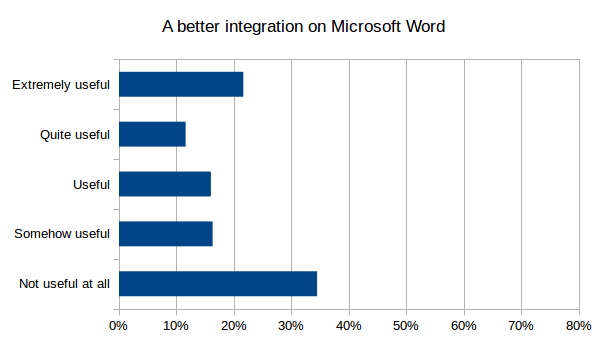 A better integration on Microsoft Word
Extremely useful
Quite useful
Useful
Somehow useful
Not useful at all
0% 10% 20% 30% 40% 50% 60% 70% 80%